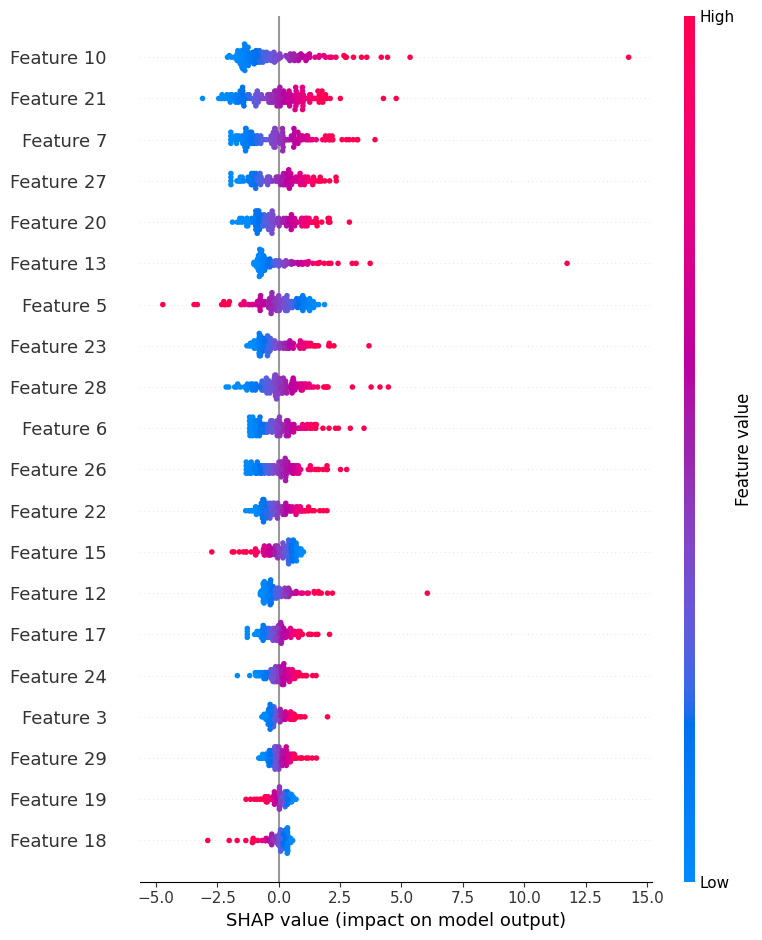 High
Feature 10
Feature 21
Feature 7
Feature 27
Feature 20
Feature 13
Feature 5
Feature 23
Feature 28
Feature 6
Feature 26
Feature 22
Feature 15
Feature 12
Feature 17
Feature 24
Feature 3
Feature 29
Feature 19
Feature 18
Feature value
Low
−5.0 −2.5 0.0 2.5 5.0 7.5 10.0 12.5 15.0
SHAP value (impact on model output)